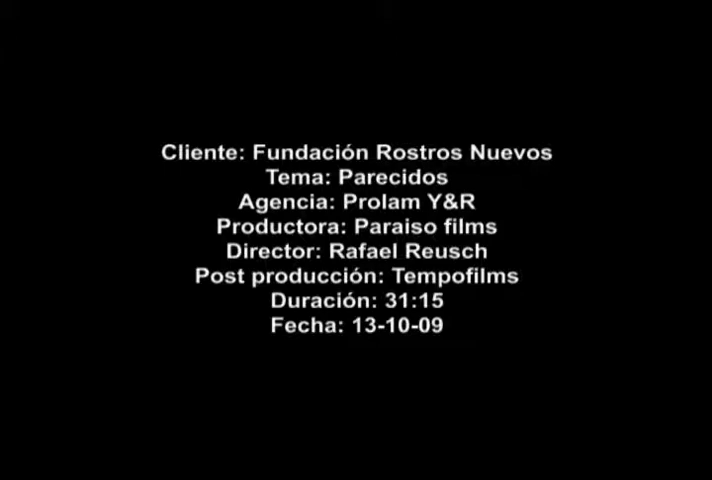 Cliente: Fundación Rostros Nuevos
Tema: Parecidos
Agencia: Prolam Y&R
Productora: Paraiso films
Director: Rafael Reusch
Post producción: Tempofilms
Duración: 31:15
Fecha: 13-10-09